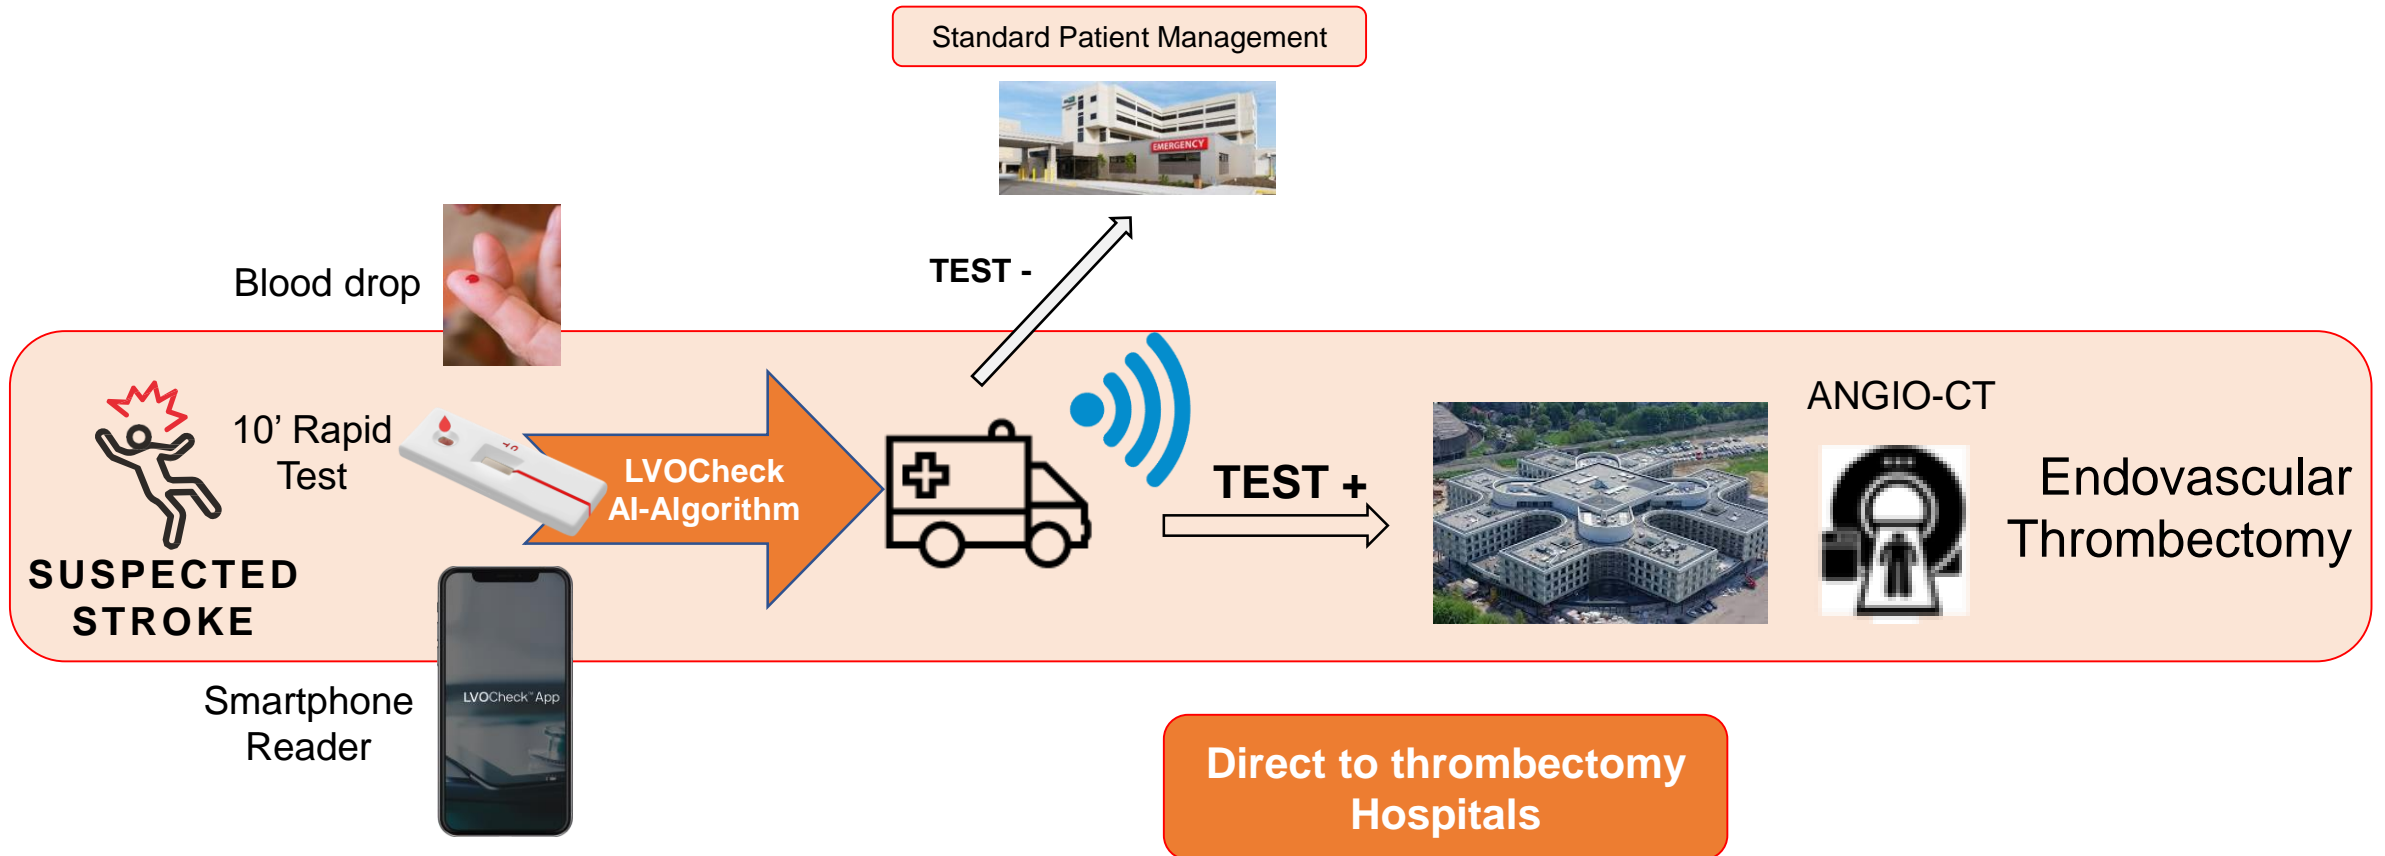 Standard Patient Management
EMERGENCY
TEST -
Blood drop
10’ Rapid
Test
LVOCheck
AI-Algorithm
SUSPECTED
STROKE
TEST +
ANGIO-CT
Endovascular
Thrombectomy
Smartphone
Reader
LVOCheck™ App
Direct to thrombectomy
Hospitals